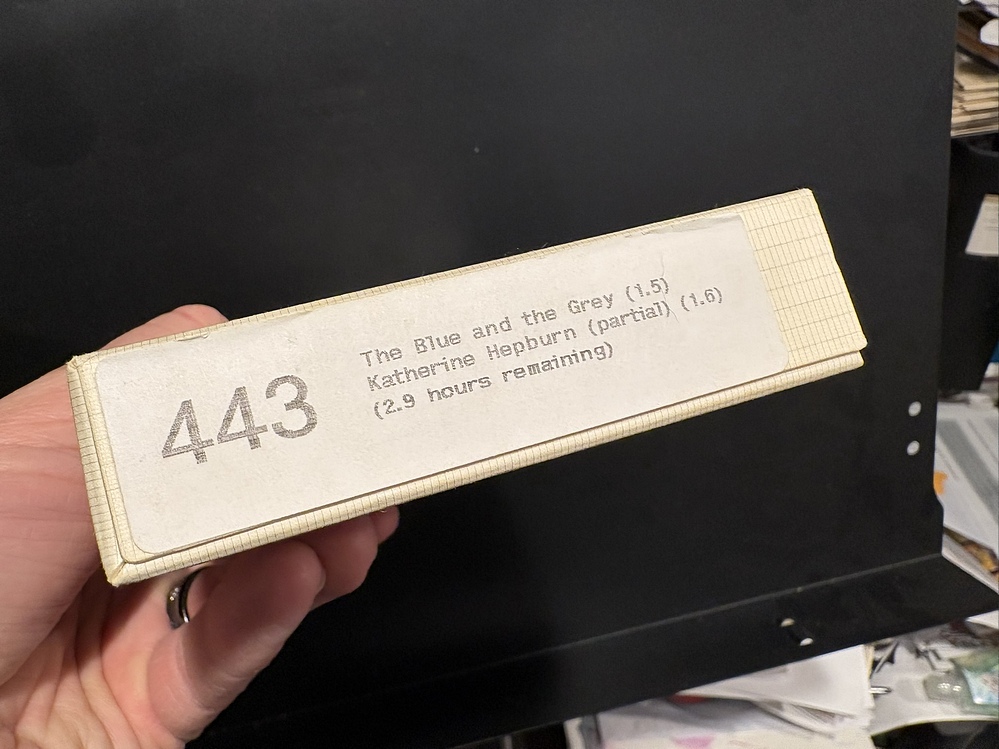 443
The Blue and the Grey (1.5)
Katherine Hepburn (partial) (1.6)
(2.9 hours remaining)